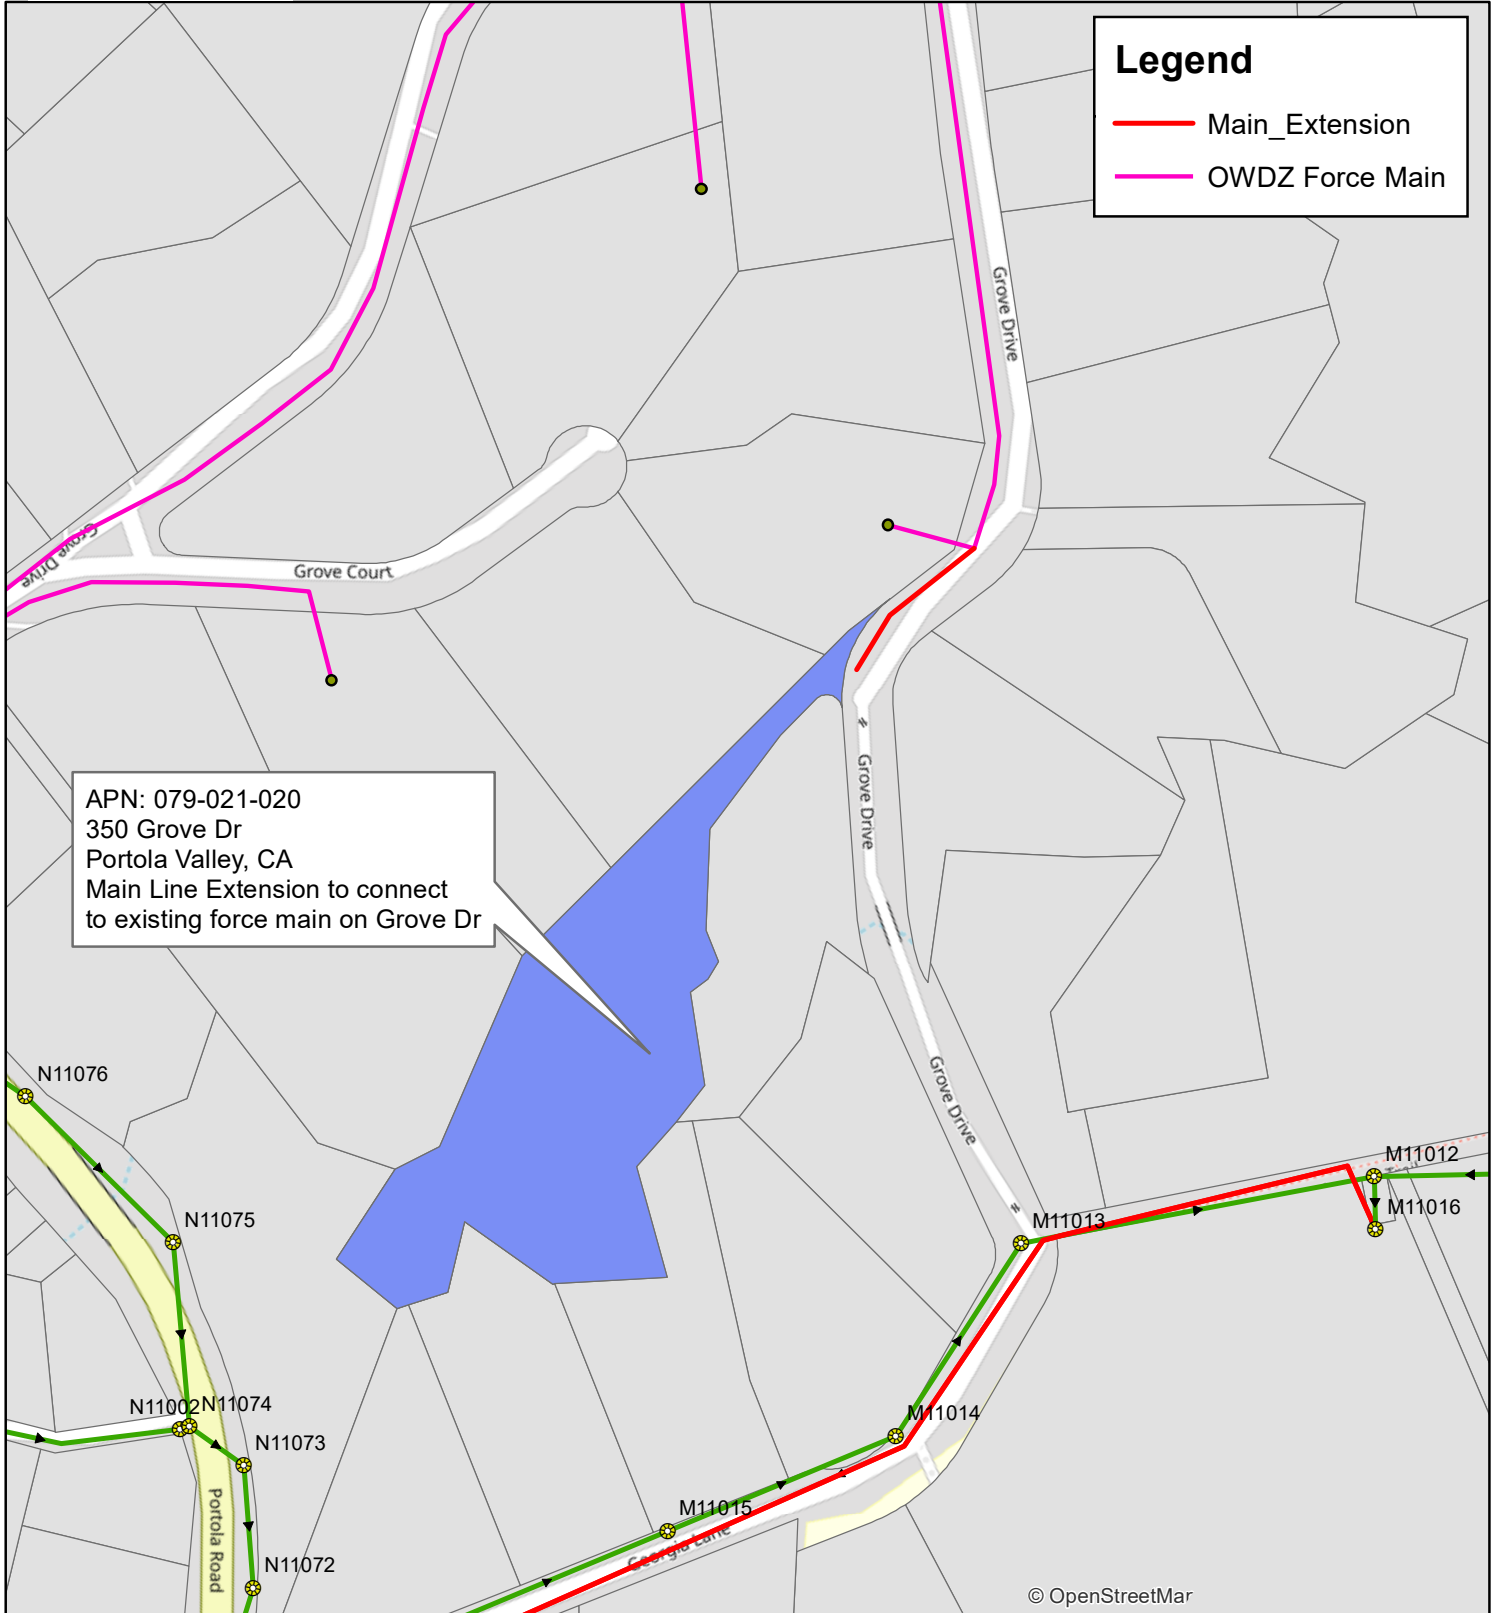 Legend
Main_Extension
OWDZ Force Main
Grove Drive
Grove Drive
Grove Court
APN: 079-021-020
350 Grove Dr
Portola Valley, CA
Main Line Extension to connect
to existing force main on Grove Dr
Grove Drive
Grove Drive
N11076
M11012
M11016
N11075
M11013
N11002
N11074
M11014
N11073
M11015
Georgia Lane
Portola Road
N11072
© OpenStreetMar